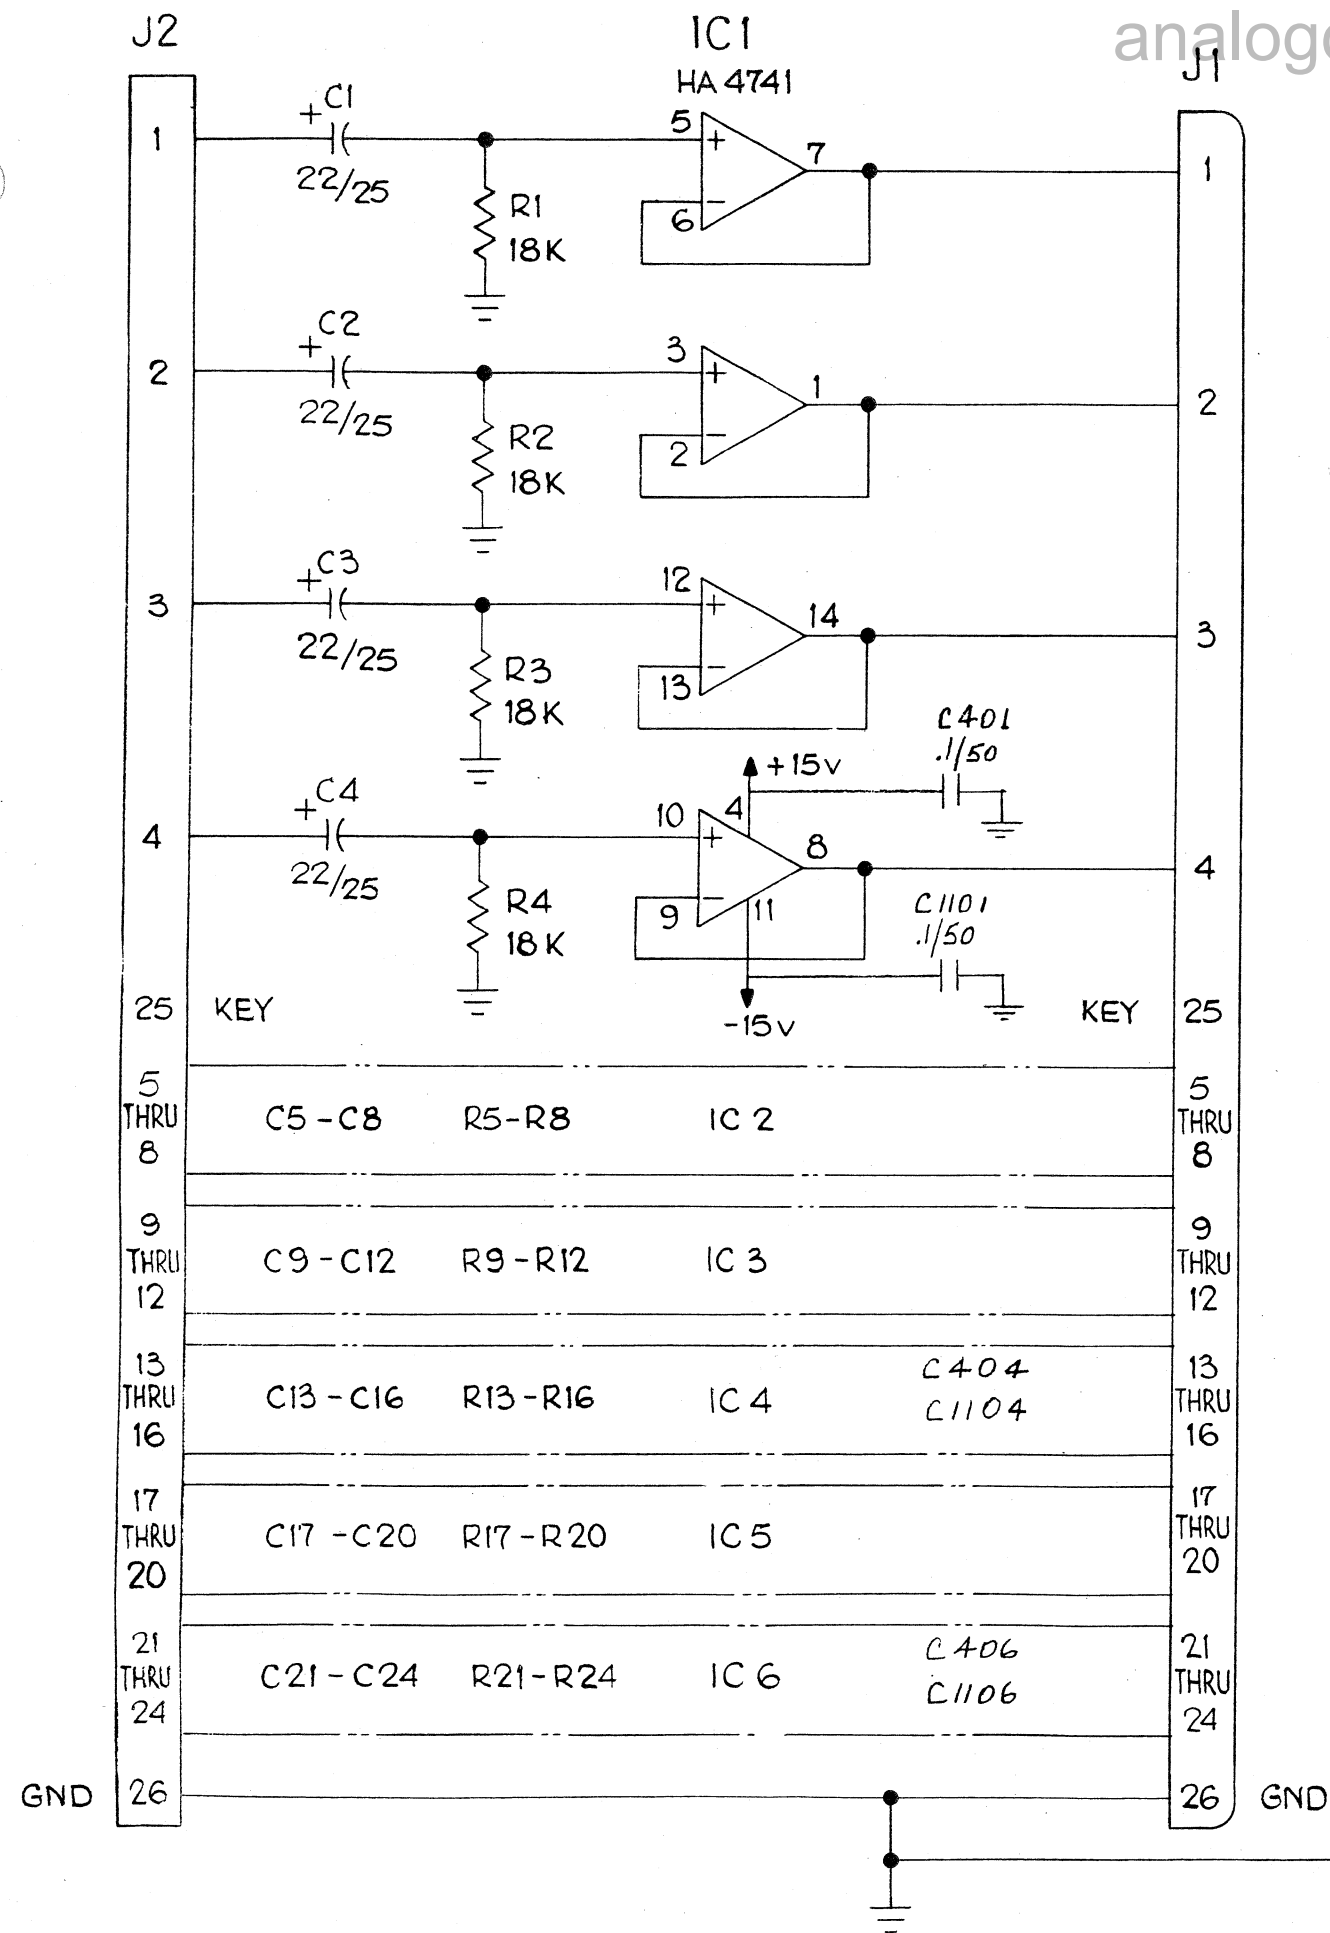 analog
J2
IC1
HA 4741
J1
1
+
C1
22/25
R1
18K
5
+
7
-
6
1
2
+
C2
22/25
R2
18K
3
+
1
-
2
2
3
+
C3
22/25
R3
18K
12
+
14
-
13
3
4
+
C4
22/25
R4
18K
10
+
4
+15v
8
-
9
11
-15v
C401
.1/50
C1101
.1/50
4
25
KEY
KEY
25
5
THRU
8
C5-C8
R5-R8
IC 2
5
THRU
8
9
THRU
12
C9-C12
R9-R12
IC 3
9
THRU
12
13
THRU
16
C13-C16
R13-R16
IC 4
C404
C1104
13
THRU
16
17
THRU
20
C17-C20
R17-R20
IC 5
17
THRU
20
21
THRU
24
C21-C24
R21-R24
IC 6
C406
C1106
21
THRU
24
GND
26
26
GND